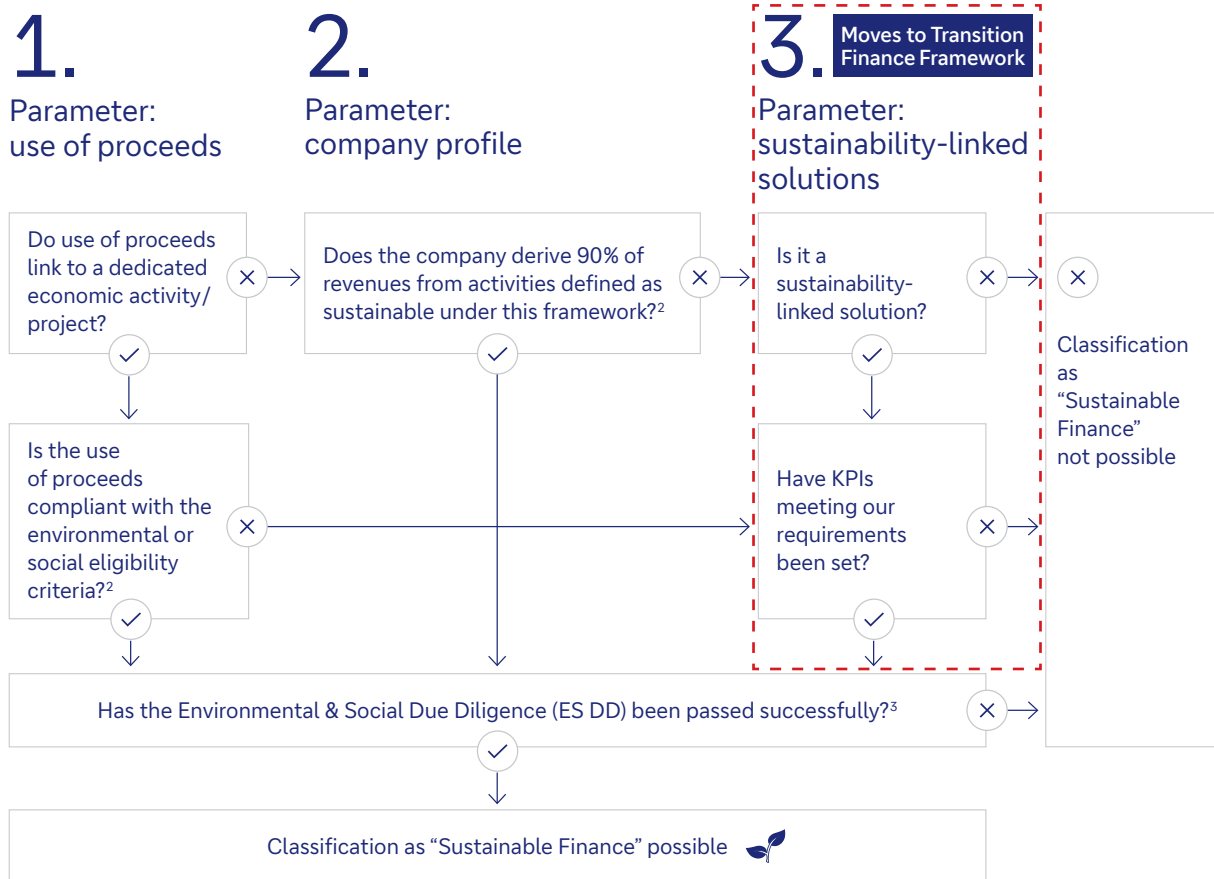 1.
Parameter:
use of proceeds
2.
Parameter:
company profile
3.
Moves to Transition
Finance Framework
Parameter:
sustainability-linked
solutions
Do use of proceeds
link to a dedicated
economic activity/
project?
Does the company derive 90% of
revenues from activities defined as
sustainable under this framework?²
Is it a
sustainability-
linked solution?
Classification
as
“Sustainable
Finance”
not possible
Is the use
of proceeds
compliant with the
environmental or
social eligibility
criteria?²
Have KPIs
meeting our
requirements
been set?
Has the Environmental & Social Due Diligence (ES DD) been passed successfully?³
Classification as “Sustainable Finance” possible